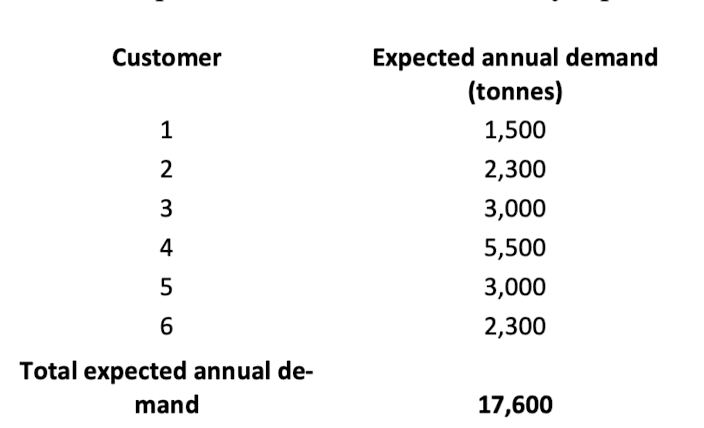 Customer Expected annual demand
(tonnes)
1 1,500
2 2,300
3 3,000
4 5,500
5 3,000
6 2,300
Total expected annual de-
mand 17,600